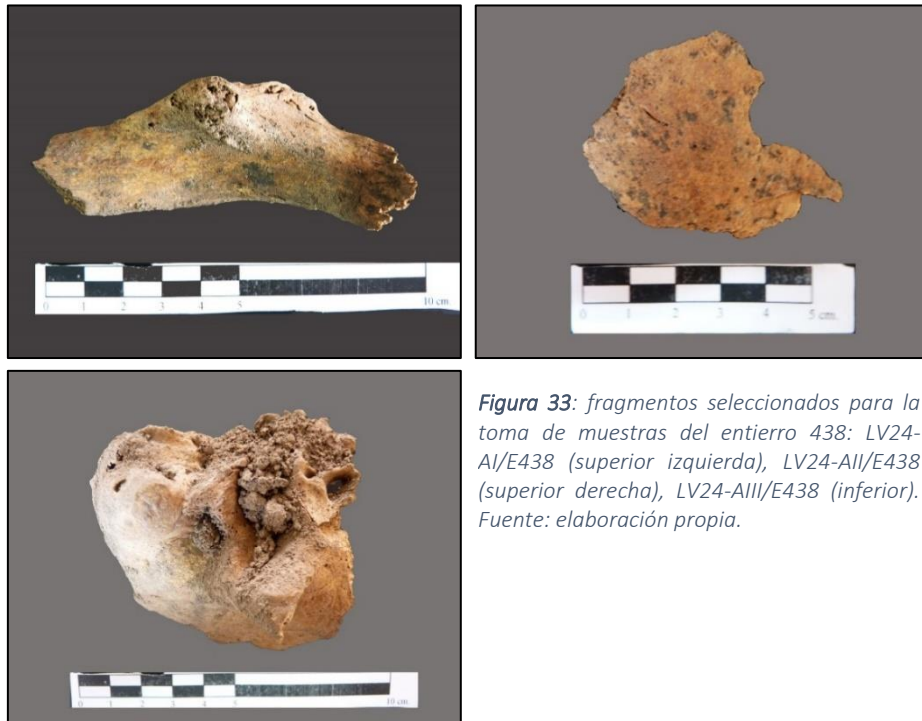 0 1 2 3 4 5 10 cm.
0 1 2 3 4 5 cm.
Figura 33: fragmentos seleccionados para la
toma de muestras del entierro 438: LV24-
AI/E438 (superior izquierda), LV24-AII/E438
(superior derecha), LV24-AIII/E438 (inferior).
Fuente: elaboración propia.
0 1 2 3 4 5 10 cm